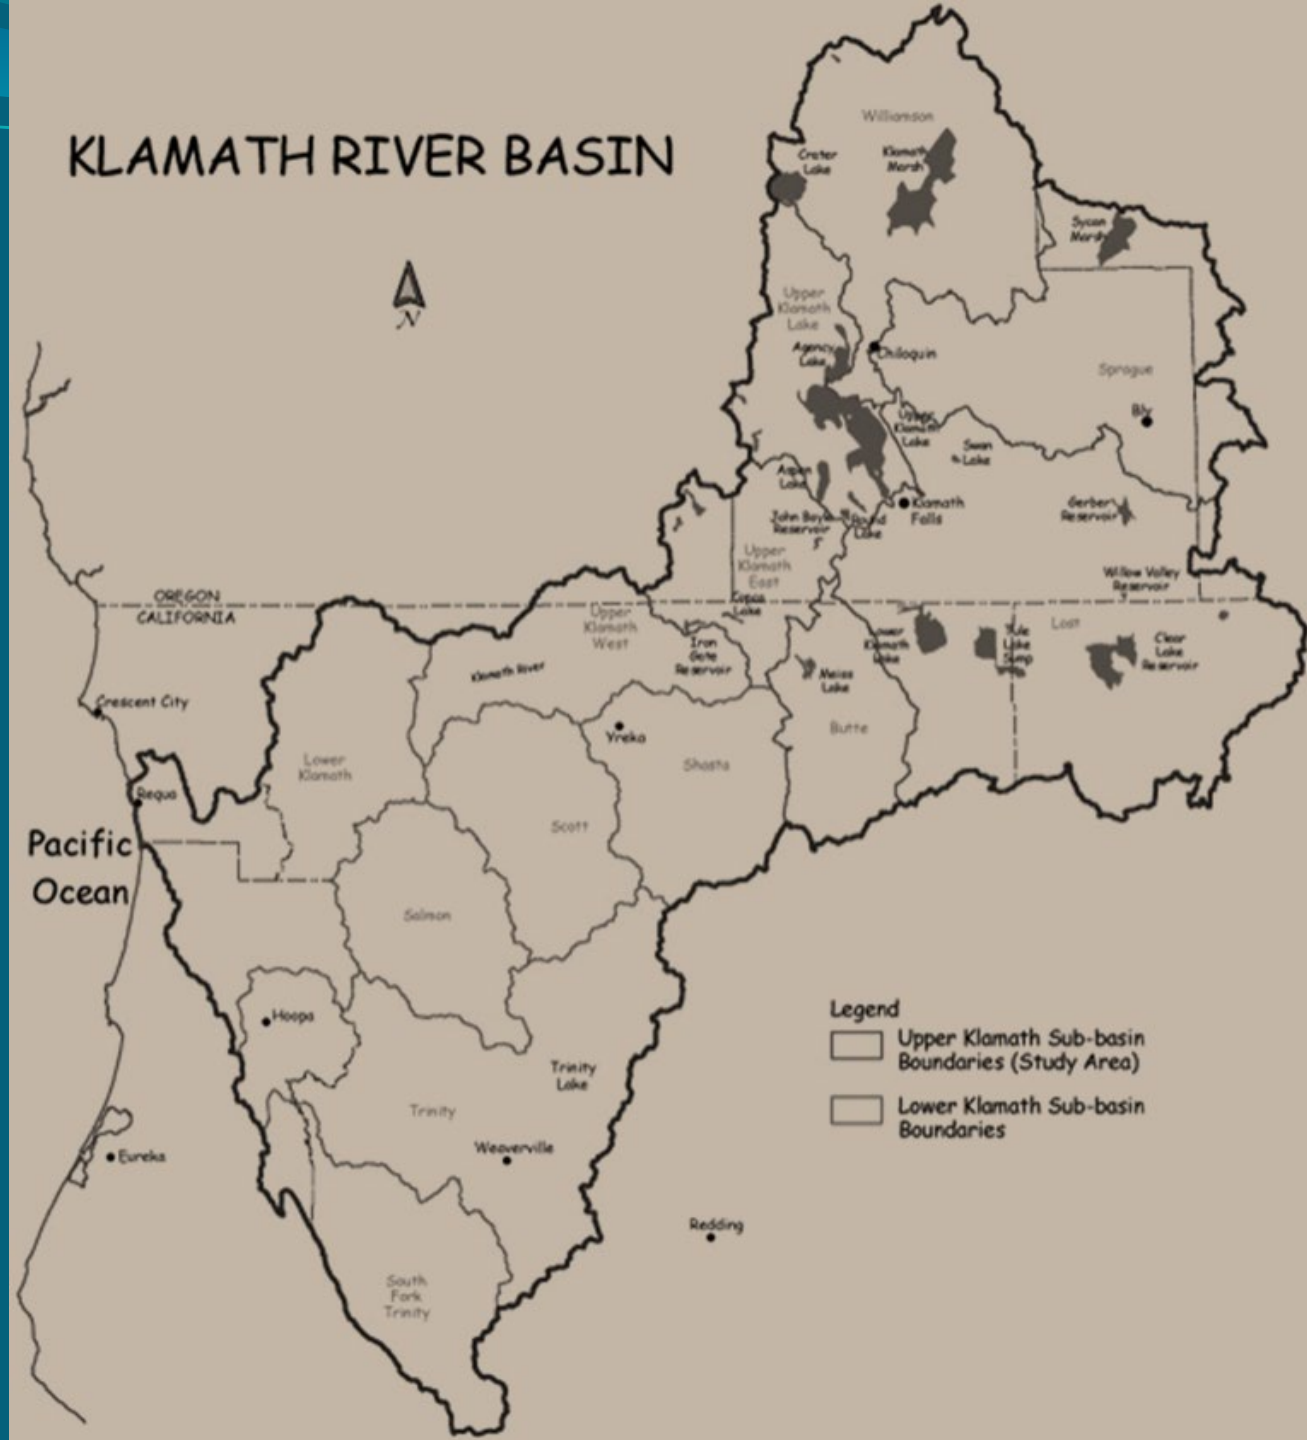 KLAMATH RIVER BASIN
N
Williamson
Crater
Lake
Klamath
Marsh
Sycan
Marsh
Upper
Klamath
Lake
Agency
Lake
Chiloquin
Sprague
Bly
Upper
Klamath
Lake
Swan
Lake
Aspen
Lake
Klamath
Falls
Gerber
Reservoir
John Boyle
Reservoir
Round
Lake
Upper
Klamath
East
Willow Valley
Reservoir
OREGON
CALIFORNIA
Copco
Lake
Upper
Klamath
West
Iron
Gate
Reservoir
Klamath River
Meiss
Lake
Lower
Klamath
Lake
Tule
Lake
Sump
Lost
Clear
Lake
Reservoir
Crescent City
Yreka
Butte
Lower
Klamath
Shasta
Requa
Scott
Pacific
Ocean
Salmon
Hoopa
Trinity
Lake
Trinity
Weaverville
Eureka
Redding
South
Fork
Trinity
Legend
Upper Klamath Sub-basin
Boundaries (Study Area)
Lower Klamath Sub-basin
Boundaries